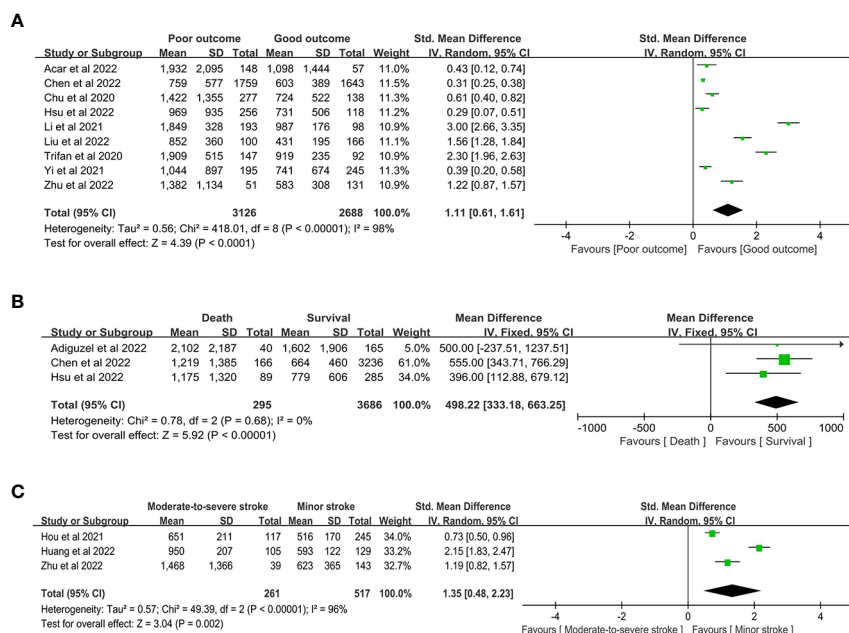 A
Poor outcome Good outcome Std. Mean Difference Std. Mean Difference
Study or Subgroup Mean SD Total Mean SD Total Weight IV, Random, 95% CI IV, Random, 95% CI
Acar et al 2022 1,932 2,095 148 1,098 1,444 57 11.0% 0.43 [0.12, 0.74]
Chen et al 2022 759 577 1759 603 389 1643 11.4% 0.31 [0.25, 0.38]
Chu et al 2020 1,422 1,355 277 724 522 138 11.3% 0.61 [0.40, 0.82]
Hsu et al 2022 969 935 256 731 506 118 11.3% 0.29 [0.07, 0.51]
Li et al 2021 1,849 328 193 987 176 98 10.9% 3.00 [2.66, 3.35]
Liu et al 2022 852 360 100 431 195 166 11.1% 1.56 [1.28, 1.84]
Trifan et al 2020 1,909 515 147 919 235 92 10.9% 2.30 [1.96, 2.63]
Yi et al 2021 1,044 897 195 741 674 245 11.3% 0.39 [0.20, 0.58]
Zhu et al 2022 1,382 1,134 51 583 308 131 10.9% 1.22 [0.87, 1.57]
Total (95% CI) 3126 2688 100.0% 1.11 [0.61, 1.61]
Heterogeneity: Tau² = 0.56; Chi² = 418.01, df = 8 (P < 0.00001); I² = 98%
Test for overall effect: Z = 4.39 (P < 0.0001)
-4 -2 0 2 4
Favours [Poor outcome] Favours [Good outcome]
B
Death Survival Mean Difference Mean Difference
Study or Subgroup Mean SD Total Mean SD Total Weight IV, Fixed, 95% CI IV, Fixed, 95% CI
Adiguzel et al 2022 2,102 2,187 40 1,602 1,906 165 5.0% 500.00 [-237.51, 1237.51]
Chen et al 2022 1,219 1,385 166 664 460 3236 61.0% 555.00 [343.71, 766.29]
Hsu et al 2022 1,175 1,320 89 779 606 285 34.0% 396.00 [112.88, 679.12]
Total (95% CI) 295 3686 100.0% 498.22 [333.18, 663.25]
Heterogeneity: Chi² = 0.78, df = 2 (P = 0.68); I² = 0%
Test for overall effect: Z = 5.92 (P < 0.00001)
-1000 -500 0 500 1000
Favours [ Death] Favours [ Survival]
C
Moderate-to-severe stroke Minor stroke Std. Mean Difference Std. Mean Difference
Study or Subgroup Mean SD Total Mean SD Total Weight IV, Random, 95% CI IV, Random, 95% CI
Hou et al 2021 651 211 117 516 170 245 34.0% 0.73 [0.50, 0.96]
Huang et al 2022 950 207 105 593 122 129 33.2% 2.15 [1.83, 2.47]
Zhu et al 2022 1,468 1,366 39 623 365 143 32.7% 1.19 [0.82, 1.57]
Total (95% CI) 261 517 100.0% 1.35 [0.48, 2.23]
Heterogeneity: Tau² = 0.57; Chi² = 49.39, df = 2 (P < 0.00001); I² = 96%
Test for overall effect: Z = 3.04 (P = 0.002)
-4 -2 0 2 4
Favours [ Moderate-to-severe stroke] Favours [ Minor stroke]